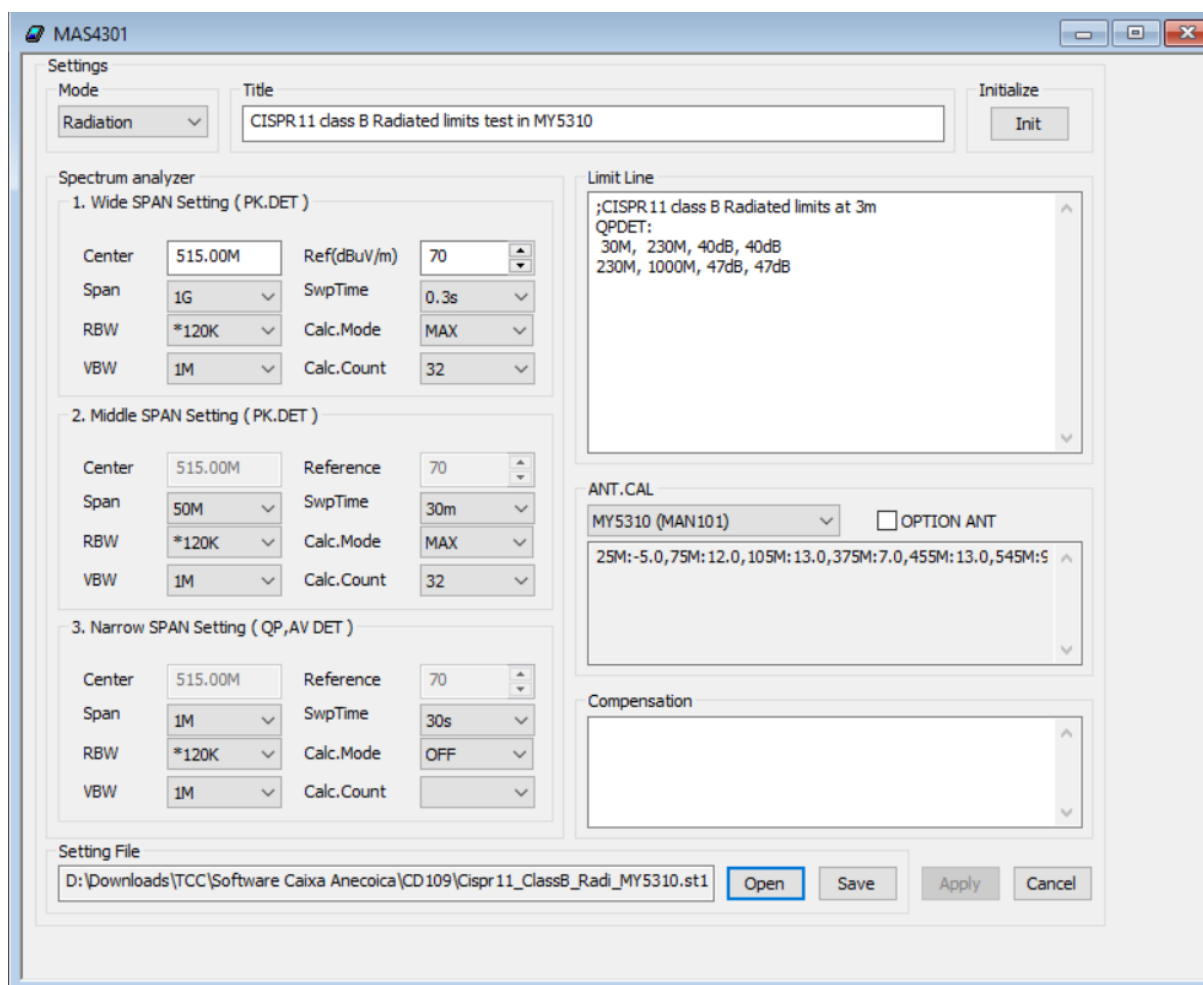 MAS4301
Settings
Mode
Radiation
Title
CISPR11 class B Radiated limits test in MY5310
Initialize
Init
Spectrum analyzer
1. Wide SPAN Setting ( PK.DET )
Center 515.00M Ref(dBuV/m) 70
Span 1G SwpTime 0.3s
RBW *120K Calc.Mode MAX
VBW 1M Calc.Count 32
2. Middle SPAN Setting ( PK.DET )
Center 515.00M Reference 70
Span 50M SwpTime 30m
RBW *120K Calc.Mode MAX
VBW 1M Calc.Count 32
3. Narrow SPAN Setting ( QP,AV DET )
Center 515.00M Reference 70
Span 1M SwpTime 30s
RBW *120K Calc.Mode OFF
VBW 1M Calc.Count
Limit Line
;CISPR11 class B Radiated limits at 3m
QPDET:
30M, 230M, 40dB, 40dB
230M, 1000M, 47dB, 47dB
ANT.CAL
MY5310 (MAN101) OPTION ANT
25M:-5.0,75M:12.0,105M:13.0,375M:7.0,455M:13.0,545M:9
Compensation
Setting File
D:\Downloads\TCC\Software Caixa Anecoica\CD109\Cispr11_ClassB_Radi_MY5310.st1
Open Save Apply Cancel